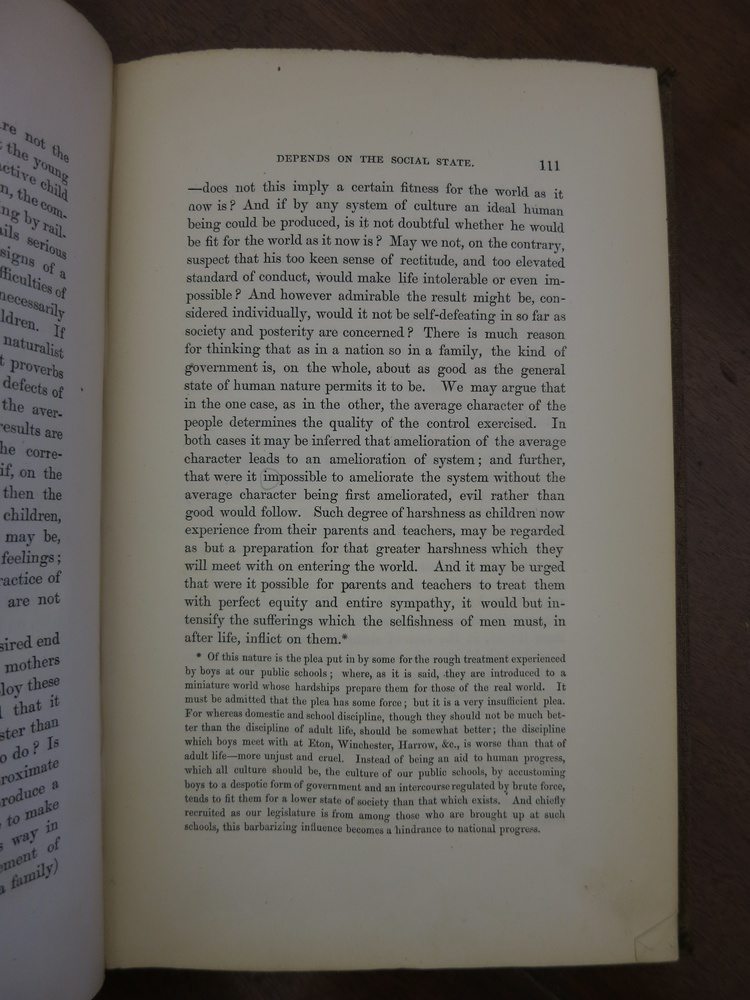 re not the
the young
active child
n, the com-
ng by rail-
ails serious
signs of a
fficulties of
necessarily
ldren. If
naturalist
t proverbs
defects of
the aver-
results are
he corre-
if, on the
then the
children,
may be,
feelings;
ractice of
are not
sired end
mothers
loy these
that it
ster than
o do? Is
roximate
produce a
to make
s way in
ement of
a family)
DEPENDS ON THE SOCIAL STATE. 111
—does not this imply a certain fitness for the world as it
now is? And if by any system of culture an ideal human
being could be produced, is it not doubtful whether he would
be fit for the world as it now is? May we not, on the contrary,
suspect that his too keen sense of rectitude, and too elevated
standard of conduct, would make life intolerable or even im-
possible? And however admirable the result might be, con-
sidered individually, would it not be self-defeating in so far as
society and posterity are concerned? There is much reason
for thinking that as in a nation so in a family, the kind of
government is, on the whole, about as good as the general
state of human nature permits it to be. We may argue that
in the one case, as in the other, the average character of the
people determines the quality of the control exercised. In
both cases it may be inferred that amelioration of the average
character leads to an amelioration of system; and further,
that were it impossible to ameliorate the system without the
average character being first ameliorated, evil rather than
good would follow. Such degree of harshness as children now
experience from their parents and teachers, may be regarded
as but a preparation for that greater harshness which they
will meet with on entering the world. And it may be urged
that were it possible for parents and teachers to treat them
with perfect equity and entire sympathy, it would but in-
tensify the sufferings which the selfishness of men must, in
after life, inflict on them.*
* Of this nature is the plea put in by some for the rough treatment experienced
by boys at our public schools; where, as it is said, they are introduced to a
miniature world whose hardships prepare them for those of the real world. It
must be admitted that the plea has some force; but it is a very insufficient plea.
For whereas domestic and school discipline, though they should not be much bet-
ter than the discipline of adult life, should be somewhat better; the discipline
which boys meet with at Eton, Winchester, Harrow, &c., is worse than that of
adult life—more unjust and cruel. Instead of being an aid to human progress,
which all culture should be, the culture of our public schools, by accustoming
boys to a despotic form of government and an intercourse regulated by brute force,
tends to fit them for a lower state of society than that which exists. And chiefly
recruited as our legislature is from among those who are brought up at such
schools, this barbarizing influence becomes a hindrance to national progress.